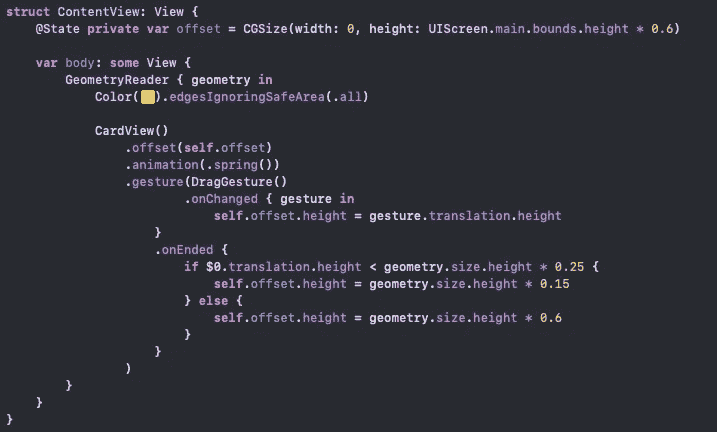 struct ContentView: View {
    @State private var offset = CGSize(width: 0, height: UIScreen.main.bounds.height * 0.6)

    var body: some View {
        GeometryReader { geometry in
            Color( ).edgesIgnoringSafeArea(.all)

            CardView()
                .offset(self.offset)
                .animation(.spring())
                .gesture(DragGesture()
                        .onChanged { gesture in
                            self.offset.height = gesture.translation.height
                    }
                    .onEnded {
                        if $0.translation.height < geometry.size.height * 0.25 {
                            self.offset.height = geometry.size.height * 0.15
                        } else {
                            self.offset.height = geometry.size.height * 0.6
                        }
                    }
                )
        }
    }
}